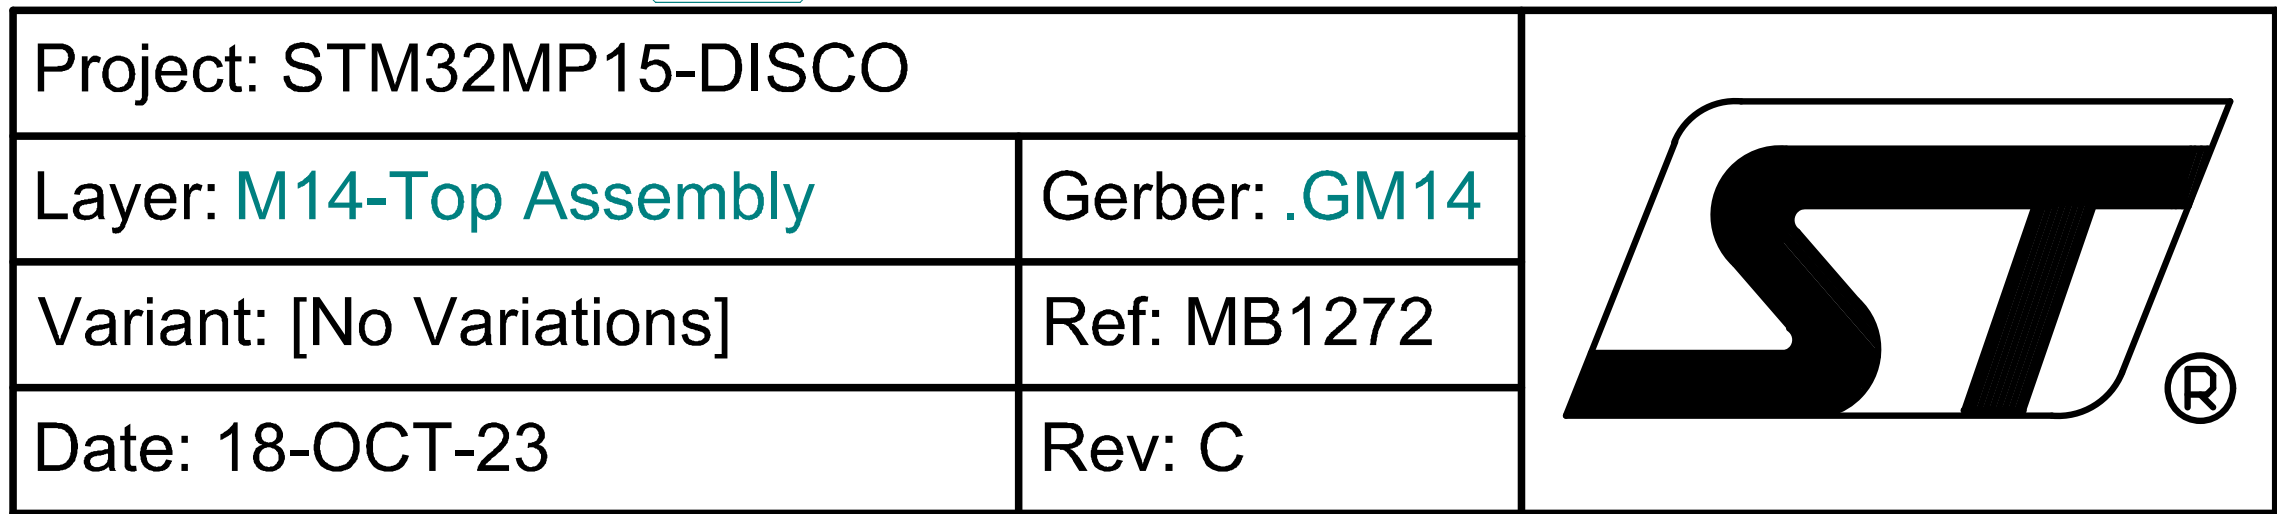 Project: STM32MP15-DISCO
Layer: M14-Top Assembly
Gerber: .GM14
Variant: [No Variations]
Ref: MB1272
Date: 18-OCT-23
Rev: C
ST
®